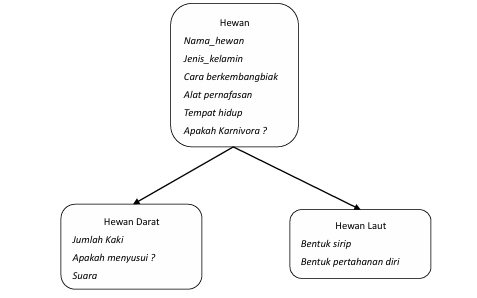 Hewan
Nama_hewan
Jenis_kelamin
Cara berkembangbiak
Alat pernafasan
Tempat hidup
Apakah Karnivora ?
Hewan Darat
Jumlah Kaki
Apakah menyusui ?
Suara
Hewan Laut
Bentuk sirip
Bentuk pertahanan diri